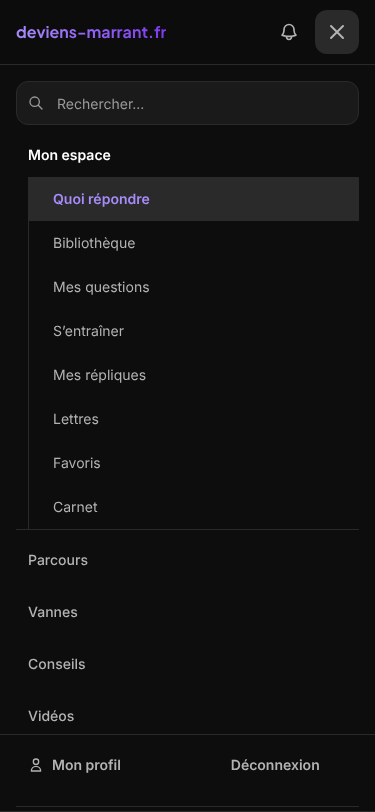 deviens-marrant.fr
Rechercher...
Mon espace
Quoi répondre
Bibliothèque
Mes questions
S'entraîner
Mes répliques
Lettres
Favoris
Carnet
Parcours
Vannes
Conseils
Vidéos
Mon profil
Déconnexion